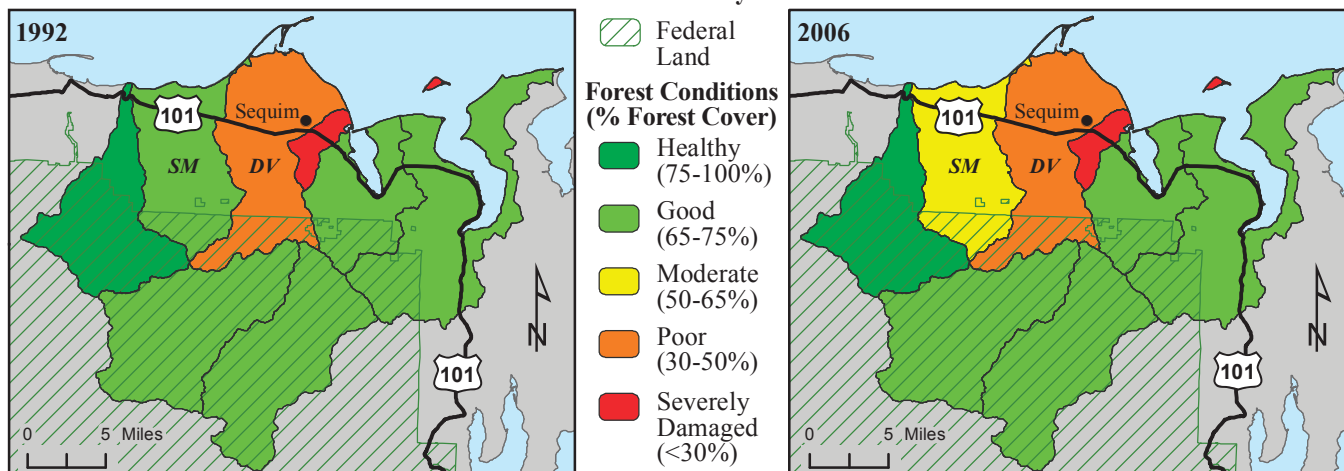 1992
101
Sequim
SM
DV
N
101
0 5 Miles
Federal
Land
Forest Conditions
(% Forest Cover)
Healthy
(75-100%)
Good
(65-75%)
Moderate
(50-65%)
Poor
(30-50%)
Severely
Damaged
(<30%)
2006
101
Sequim
SM
DV
N
101
0 5 Miles